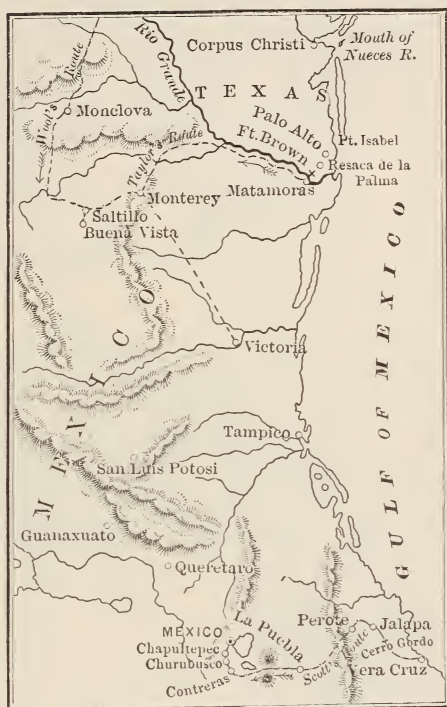 Corpus Christi
Mouth of
Nueces R.
Rio Grande
TEXAS
Wool's Route
Monclova
Palo Alto
Ft. Brown
Pt. Isabel
Resaca de la
Palma
Taylor's Route
Matamoras
Monterey
Saltillo
Buena Vista
GULF OF MEXICO
MEXICO
Victoria
Tampico
San Luis Potosi
Guanaxuato
Queretaro
MEXICO
Chapultepec
Churubusco
Contreras
La Puebla
Perote
Jalapa
Cerro Gordo
Scott's Route
Vera Cruz